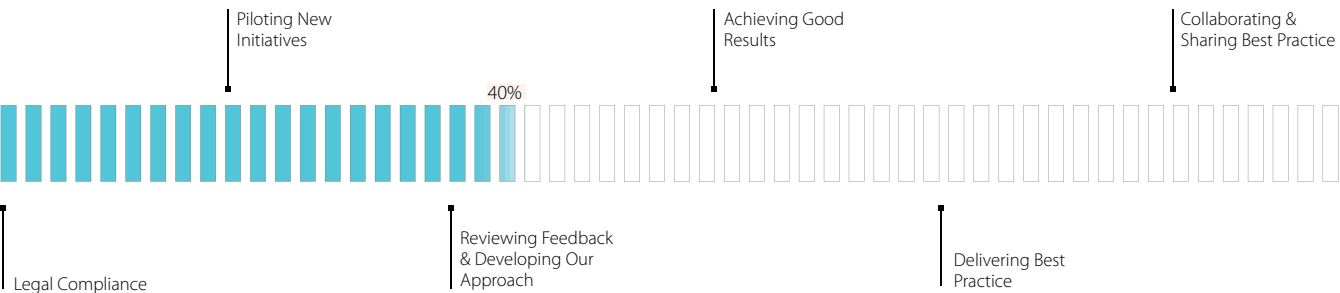 Piloting New
Initiatives
Achieving Good
Results
Collaborating &
Sharing Best Practice
40%
Legal Compliance
Reviewing Feedback
& Developing Our
Approach
Delivering Best
Practice